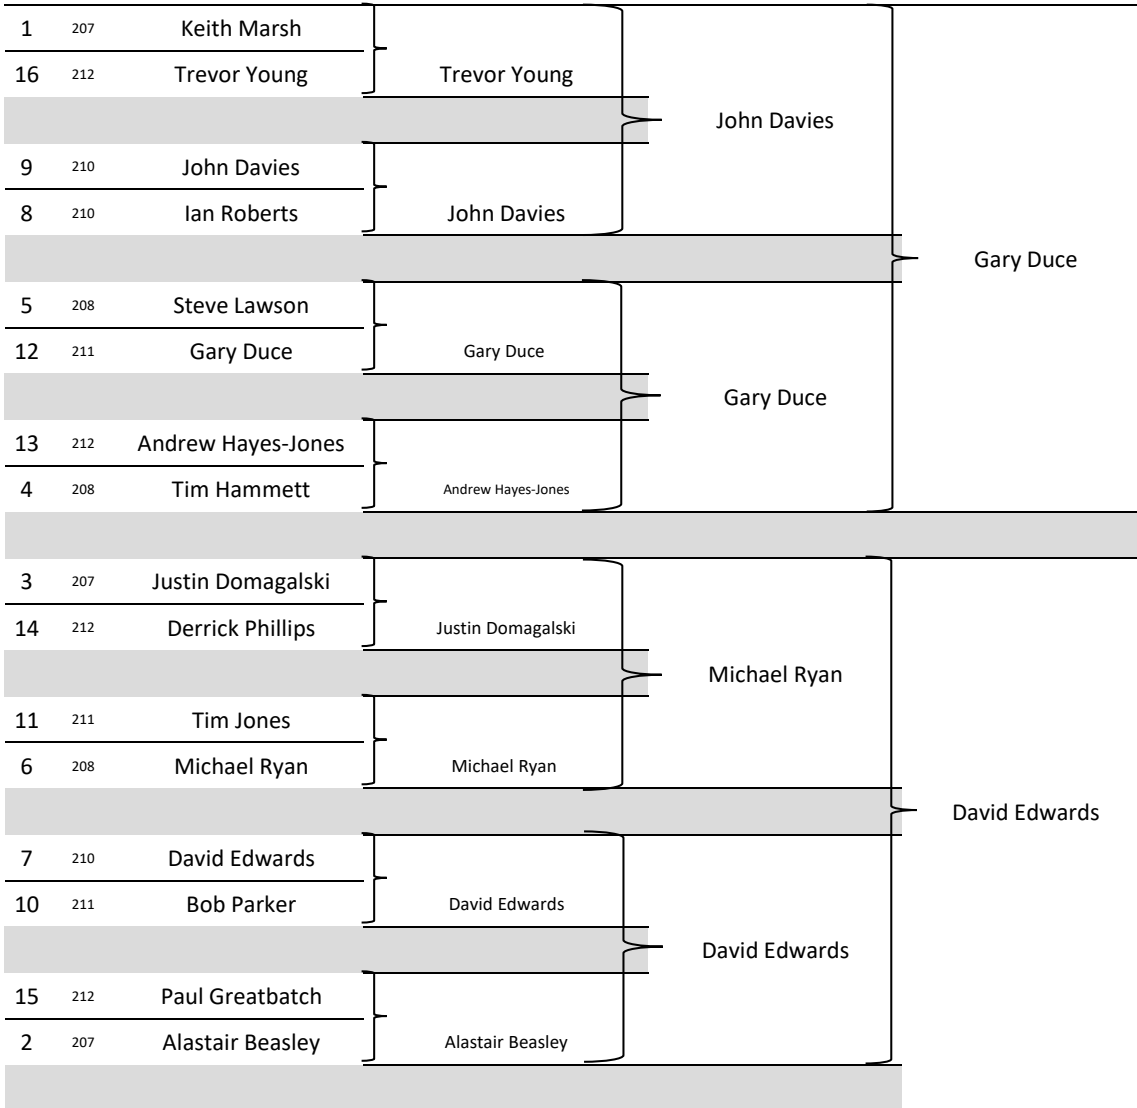 1 207 Keith Marsh
16 212 Trevor Young Trevor Young
John Davies
9 210 John Davies
8 210 Ian Roberts John Davies
Gary Duce
5 208 Steve Lawson
12 211 Gary Duce Gary Duce
Gary Duce
13 212 Andrew Hayes-Jones
4 208 Tim Hammett Andrew Hayes-Jones
3 207 Justin Domagalski
14 212 Derrick Phillips Justin Domagalski
Michael Ryan
11 211 Tim Jones
6 208 Michael Ryan Michael Ryan
David Edwards
7 210 David Edwards
10 211 Bob Parker David Edwards
David Edwards
15 212 Paul Greatbatch
2 207 Alastair Beasley Alastair Beasley